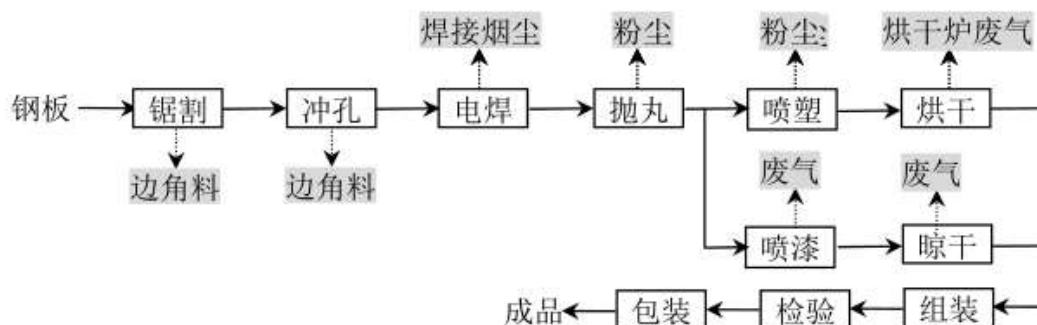 焊接烟尘 粉尘 粉尘 烘干炉废气
钢板 锯割 冲孔 电焊 抛丸 喷塑 烘干
边角料 边角料 废气 废气
喷漆 晾干
成品 包装 检验 组装